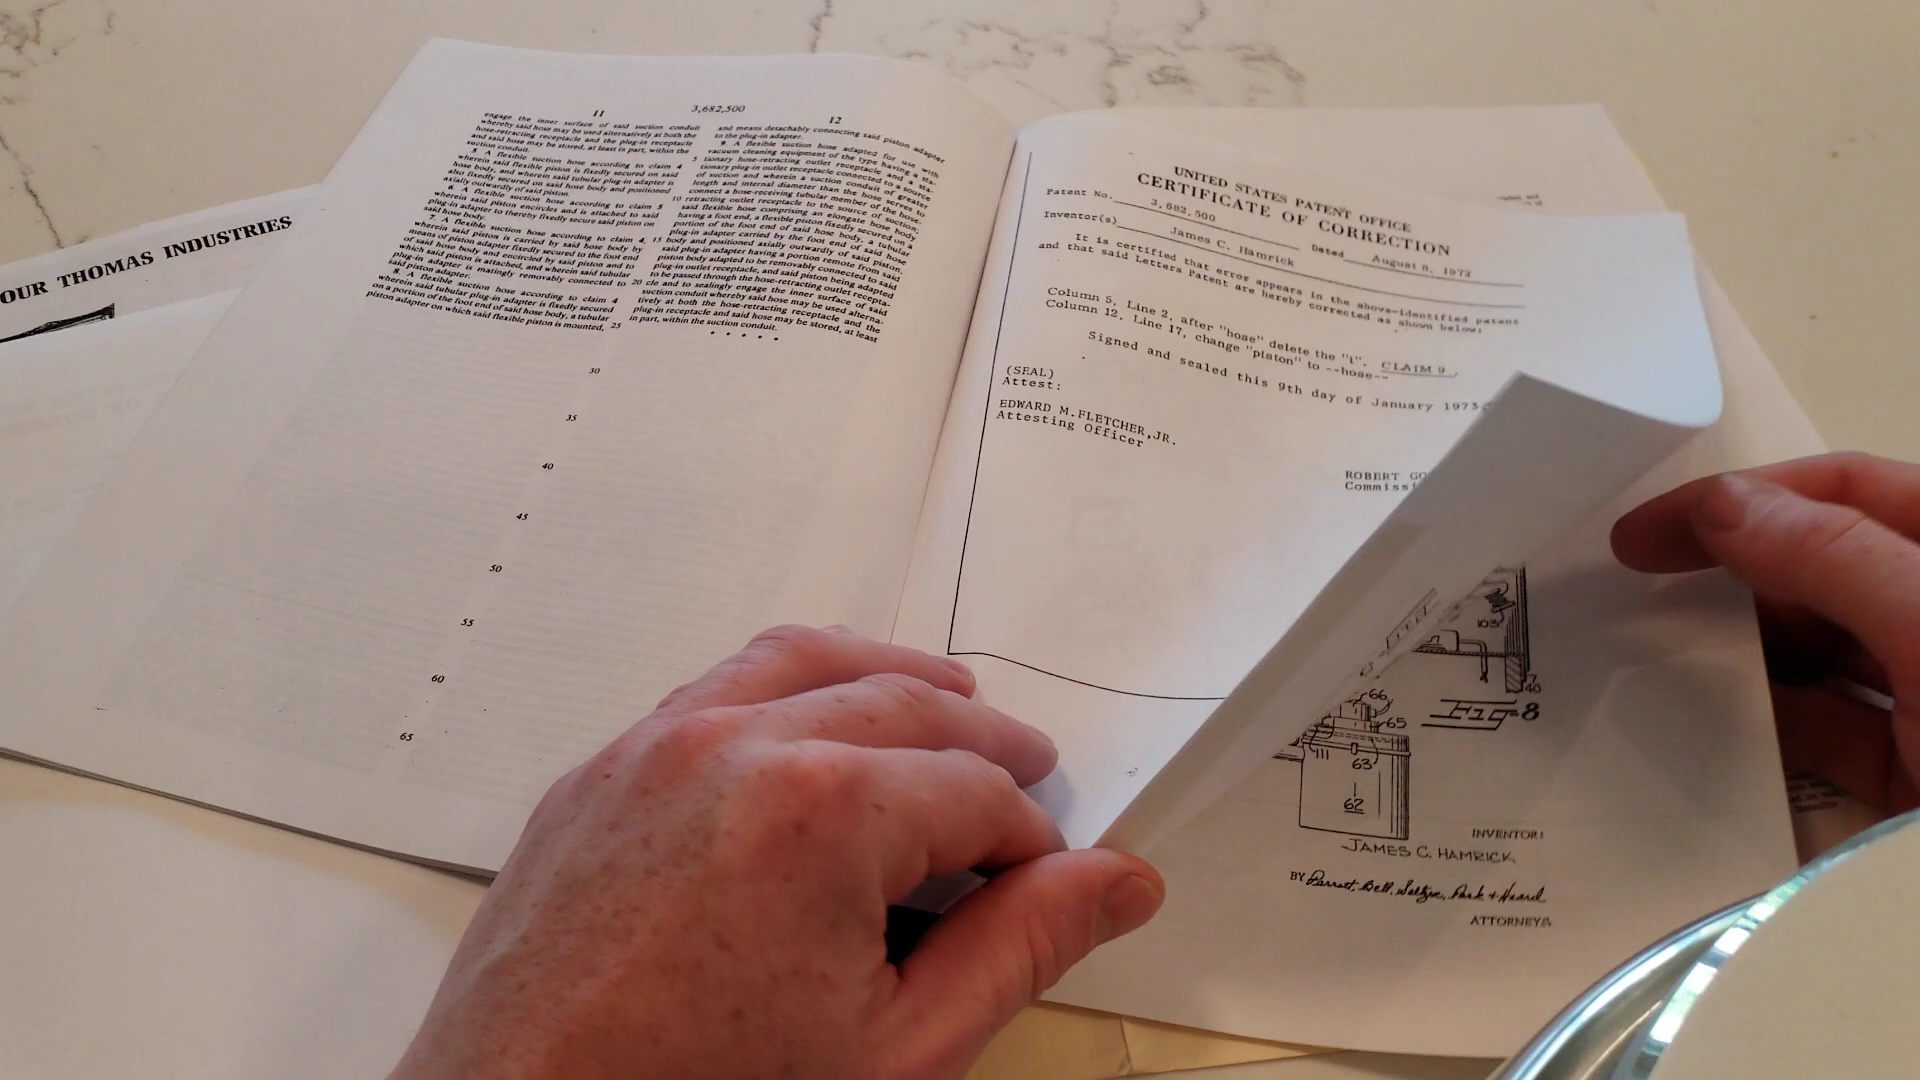 OUR THOMAS INDUSTRIES
3,682,500
11
engage the inner surface of said suction conduit
whereby said hose may be used alternatively at both the
hose-retracting receptacle and the plug-in receptacle
and said hose may be stored, at least in part, within the
suction conduit.
5. A flexible suction hose according to claim 4
wherein said flexible piston is fixedly secured on said
hose body, and wherein said tubular plug-in adapter is
also fixedly secured on said hose body and positioned
axially outwardly of said piston.
6. A flexible suction hose according to claim 5
wherein said piston encircles and is attached to said
plug-in adapter to thereby fixedly secure said piston on
said hose body.
7. A flexible suction hose according to claim 4,
wherein said piston is carried by said hose body by
means of piston adapter fixedly secured to the foot end
of said hose body and encircled by said piston and to
which said piston is attached, and wherein said tubular
plug-in adapter is matingly removably connected to
said piston adapter.
8. A flexible suction hose according to claim 4
wherein said tubular plug-in adapter is fixedly secured
on a portion of the foot end of said hose body, a tubular
piston adapter on which said flexible piston is mounted,
12
and means detachably connecting said piston adapter
to the plug-in adapter.
9. A flexible suction hose adapted for use with
vacuum cleaning equipment of the type having a sta-
5 tionary hose-retracting outlet receptacle and a sta-
tionary plug-in outlet receptacle connected to a source
of suction and wherein a suction conduit of greater
length and internal diameter than the hose serves to
connect a hose-receiving tubular member of the hose-
10 retracting outlet receptacle to the source of suction;
said flexible hose comprising an elongate hose body
having a foot end, a flexible piston fixedly secured on a
portion of the foot end of said hose body, a tubular
plug-in adapter carried by the foot end of said hose
15 body and positioned axially outwardly of said piston,
said plug-in adapter having a portion remote from said
piston body adapted to be removably connected to said
plug-in outlet receptacle, and said piston being adapted
to be passed through the hose-retracting outlet recepta-
20 cle and to sealingly engage the inner surface of said
suction conduit whereby said hose may be used alterna-
tively at both the hose-retracting receptacle and the
plug-in receptacle and said hose may be stored, at least
25 in part, within the suction conduit.
* * * * *
30
35
40
45
50
55
60
65
UNITED STATES PATENT OFFICE
CERTIFICATE OF CORRECTION
Patent No. 3,682,500 Dated August 8, 1972
Inventor(s) James C. Hamrick
It is certified that error appears in the above-identified patent
and that said Letters Patent are hereby corrected as shown below:
Column 5, Line 2, after "hose" delete the "i".
Column 12, Line 17, change "piston" to --hose-- CLAIM 9
Signed and sealed this 9th day of January 1973
(SEAL)
Attest:
EDWARD M.FLETCHER,JR.
Attesting Officer
ROBERT GO
Commissi
103
40
Fig-8
66
65
111
63
62
INVENTOR:
JAMES C. HAMRICK
BY Parrott, Bell, Seltzer, Park & Heard
ATTORNEYS